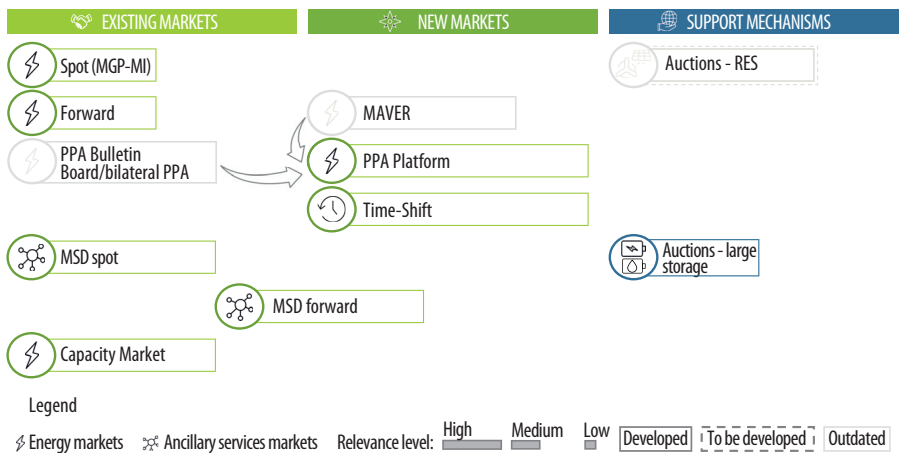 EXISTING MARKETS
NEW MARKETS
SUPPORT MECHANISMS
Spot (MGP-MI)
Auctions - RES
Forward
MAVER
PPA Bulletin
Board/bilateral PPA
PPA Platform
Time-Shift
MSD spot
Auctions - large
storage
MSD forward
Capacity Market
Legend
Energy markets
Ancillary services markets
Relevance level:
High
Medium
Low
Developed
To be developed
Outdated